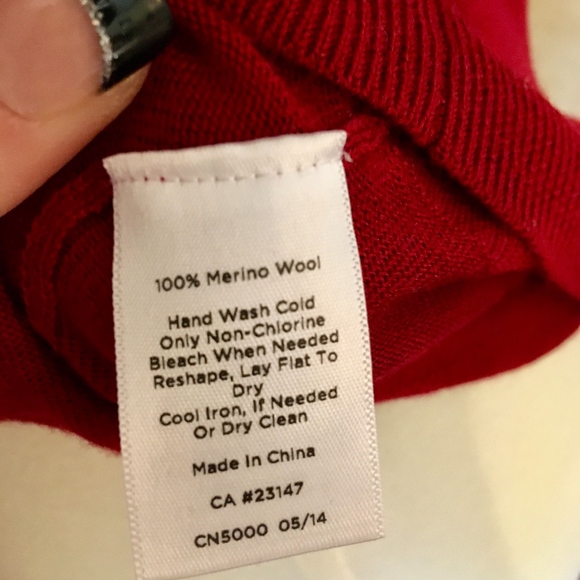 100% Merino Wool
Hand Wash Cold
Only Non-Chlorine
Bleach When Needed
Reshape, Lay Flat To
Dry
Cool Iron, If Needed
Or Dry Clean
Made In China
CA #23147
CN5000 05/14